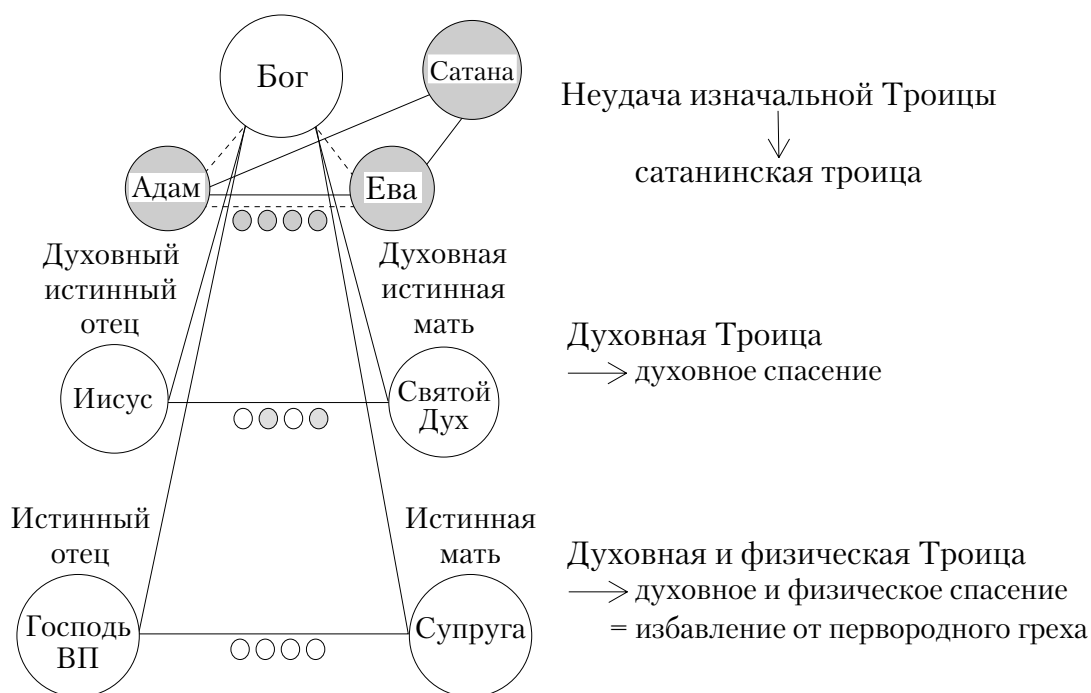 Бог
Сатана
Неудача изначальной Троицы
Адам
Ева
сатанинская троица
Духовный
истинный
отец
Духовная
истинная
мать
Духовная Троица
духовное спасение
Иисус
Святой
Дух
Истинный
отец
Истинная
мать
Духовная и физическая Троица
духовное и физическое спасение
= избавление от первородного греха
Господь
ВП
Супруга